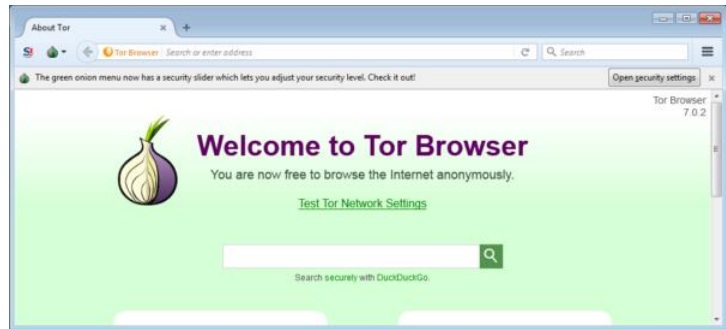 About Tor
Tor Browser Search or enter address
Search
The green onion menu now has a security slider which lets you adjust your security level. Check it out!
Open security settings
Tor Browser
7.0.2
Welcome to Tor Browser
You are now free to browse the Internet anonymously.
Test Tor Network Settings
Search securely with DuckDuckGo.